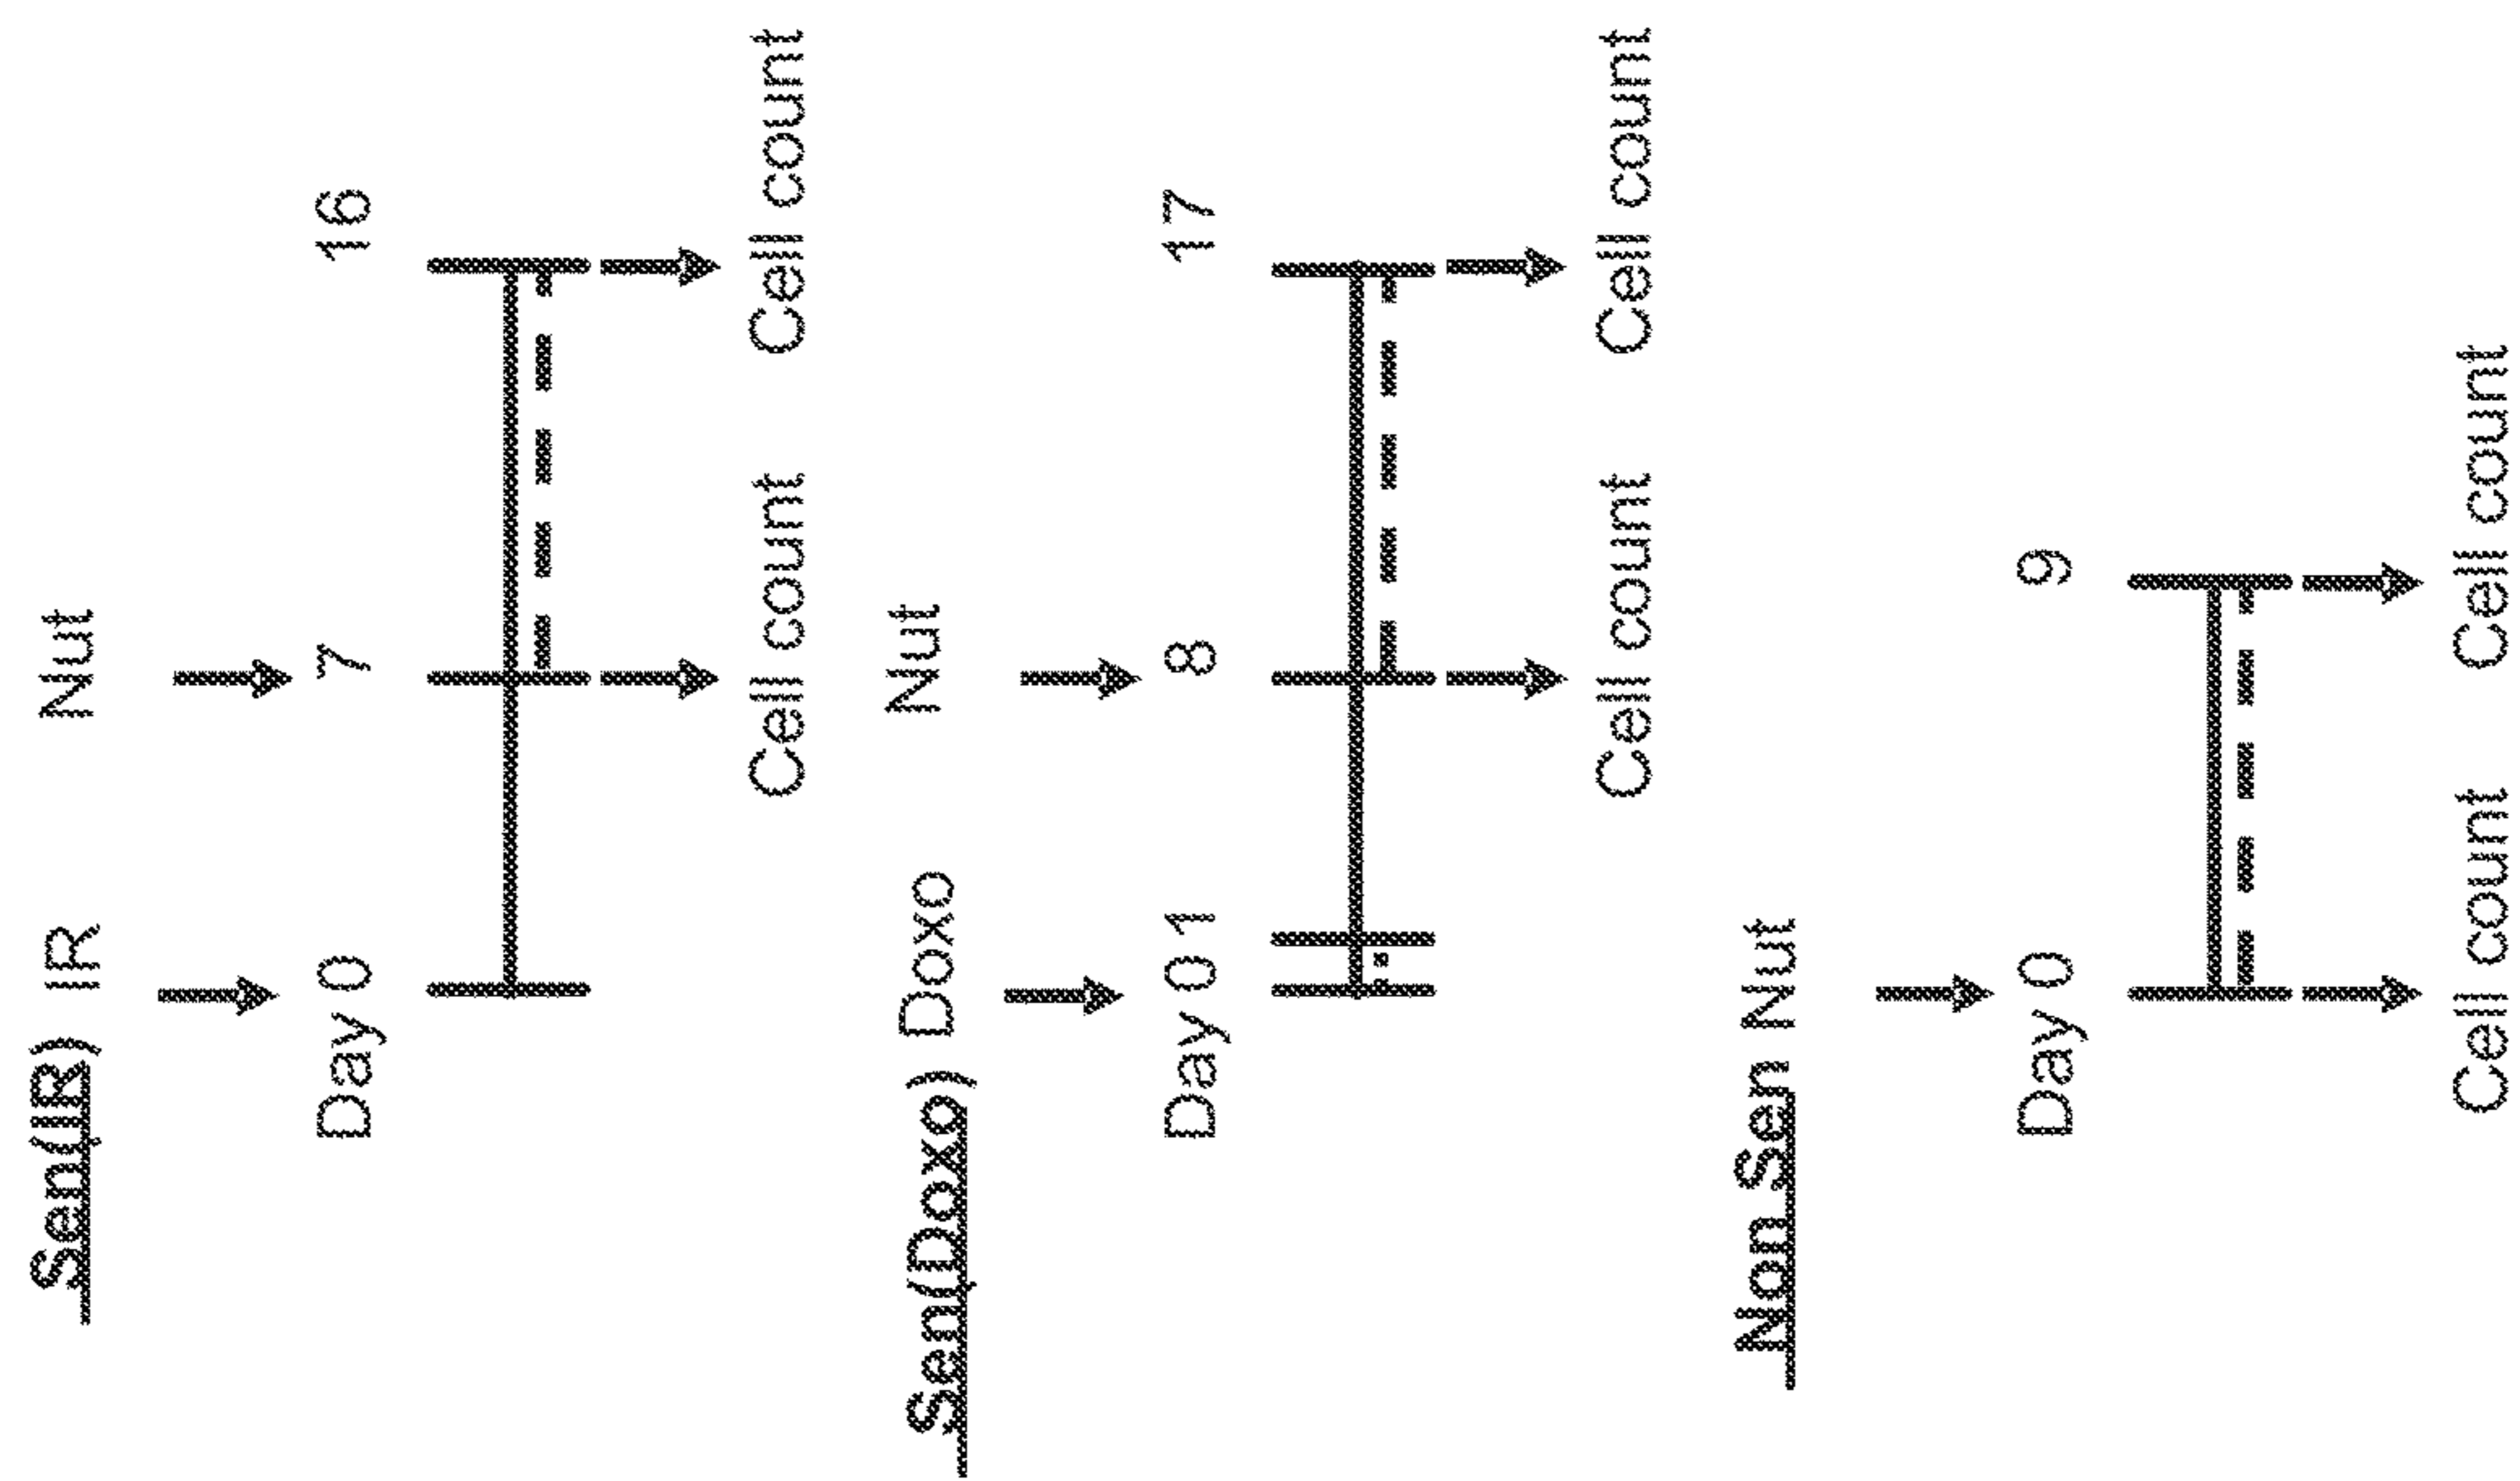 Sen(IR) IR Nut
Day 0 7 16
Cell count Cell count
Sen(Doxo) Doxo Nut
Day 0 1 8 17
Cell count Cell count
Non Sen Nut
Day 0 9
Cell count Cell count